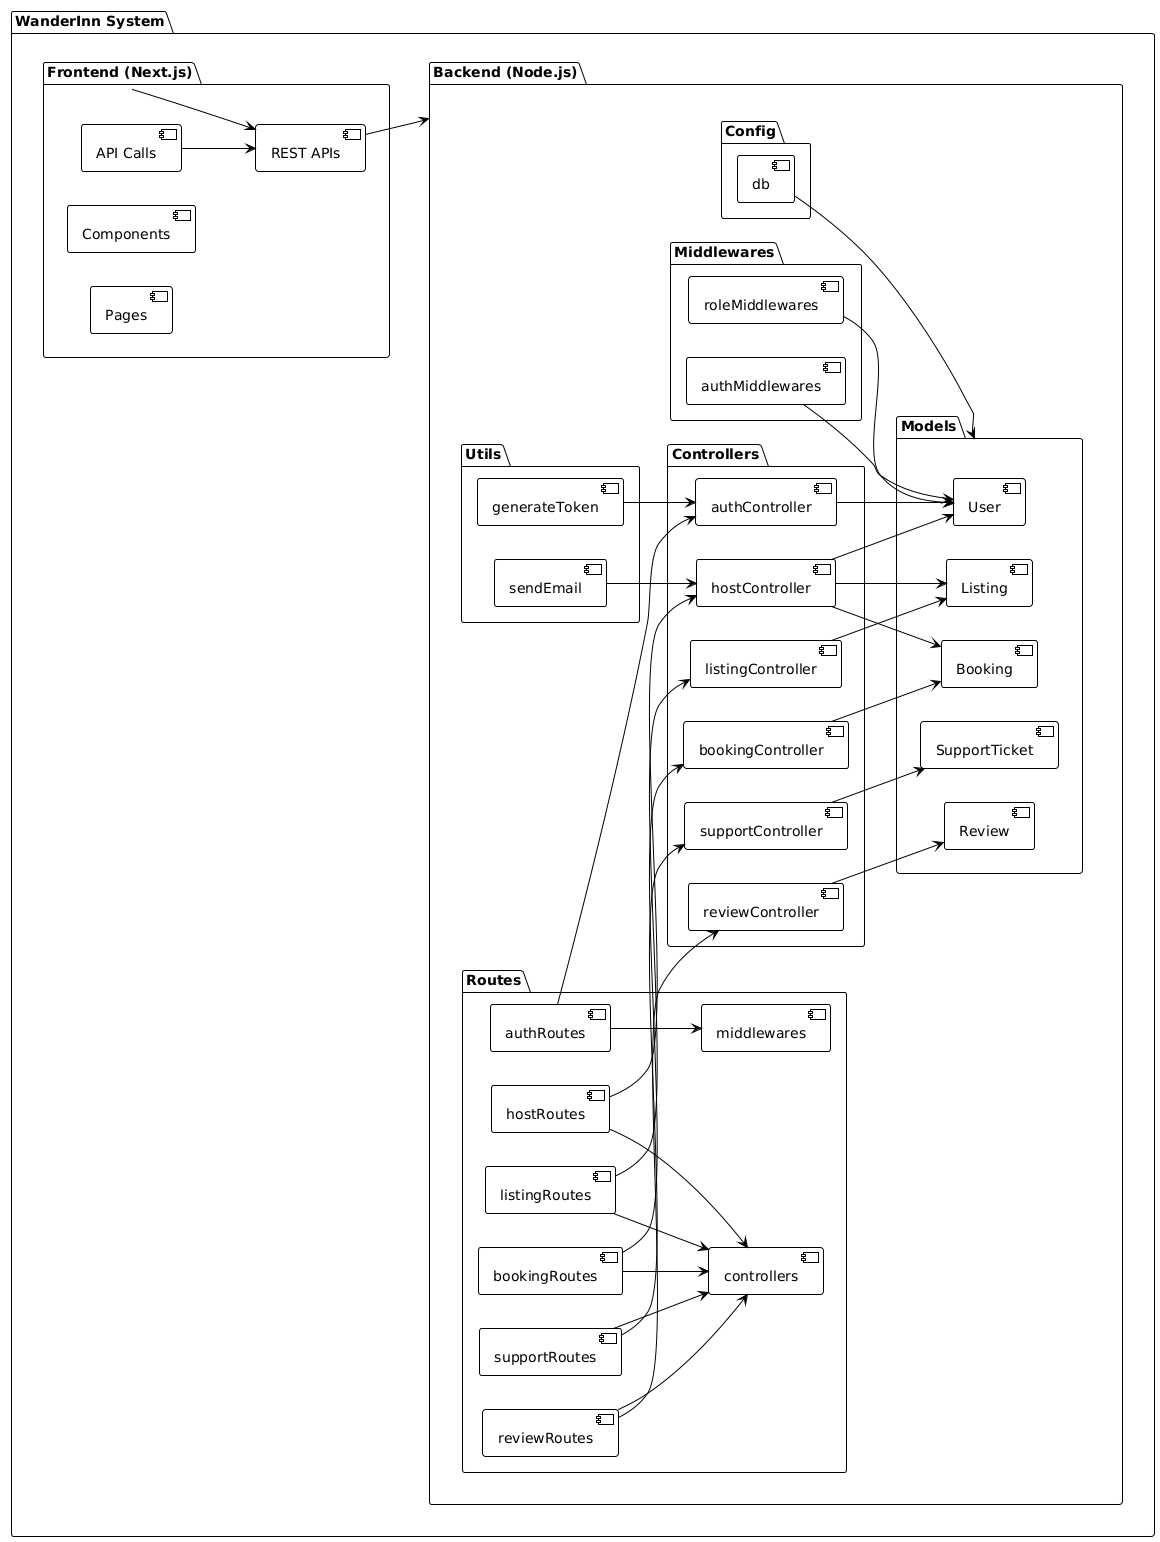 WanderInn System
Frontend (Next.js)
API Calls
REST APIs
Components
Pages
Backend (Node.js)
Config
db
Middlewares
roleMiddlewares
authMiddlewares
Utils
generateToken
sendEmail
Controllers
authController
hostController
listingController
bookingController
supportController
reviewController
Models
User
Listing
Booking
SupportTicket
Review
Routes
authRoutes
middlewares
hostRoutes
listingRoutes
bookingRoutes
controllers
supportRoutes
reviewRoutes